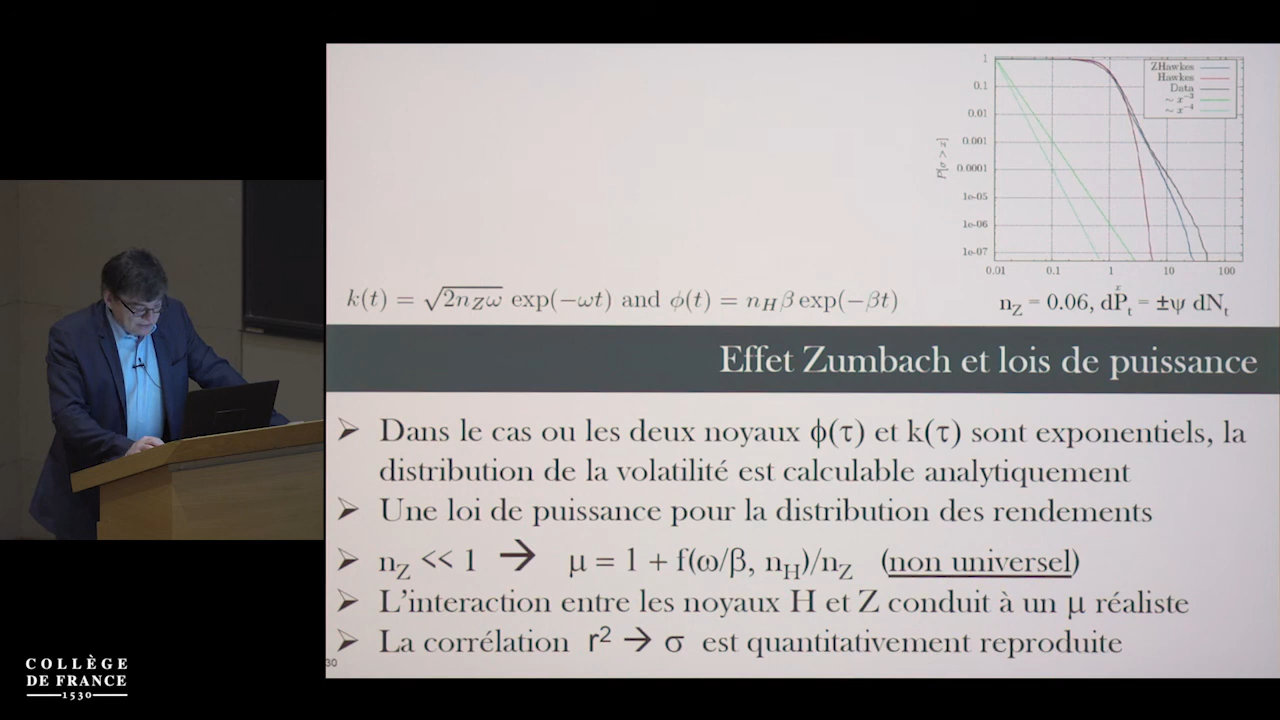 1
0.1
0.01
0.001
0.0001
1e-05
1e-06
1e-07
P[σ > x]
ZHawkes
Hawkes
Data
~ x⁻³
~ x⁻⁴
0.01 0.1 1 10 100
x
k(t) = √2n_Zω exp(−ωt) and ϕ(t) = n_H β exp(−βt)
n_Z = 0.06, dP_t = ±ψ dN_t
Effet Zumbach et lois de puissance
➢ Dans le cas ou les deux noyaux ϕ(τ) et k(τ) sont exponentiels, la
distribution de la volatilité est calculable analytiquement
➢ Une loi de puissance pour la distribution des rendements
➢ n_Z << 1 → μ = 1 + f(ω/β, n_H)/n_Z (non universel)
➢ L'interaction entre les noyaux H et Z conduit à un μ réaliste
➢ La corrélation r² → σ est quantitativement reproduite
30
COLLÈGE
DE FRANCE
1530